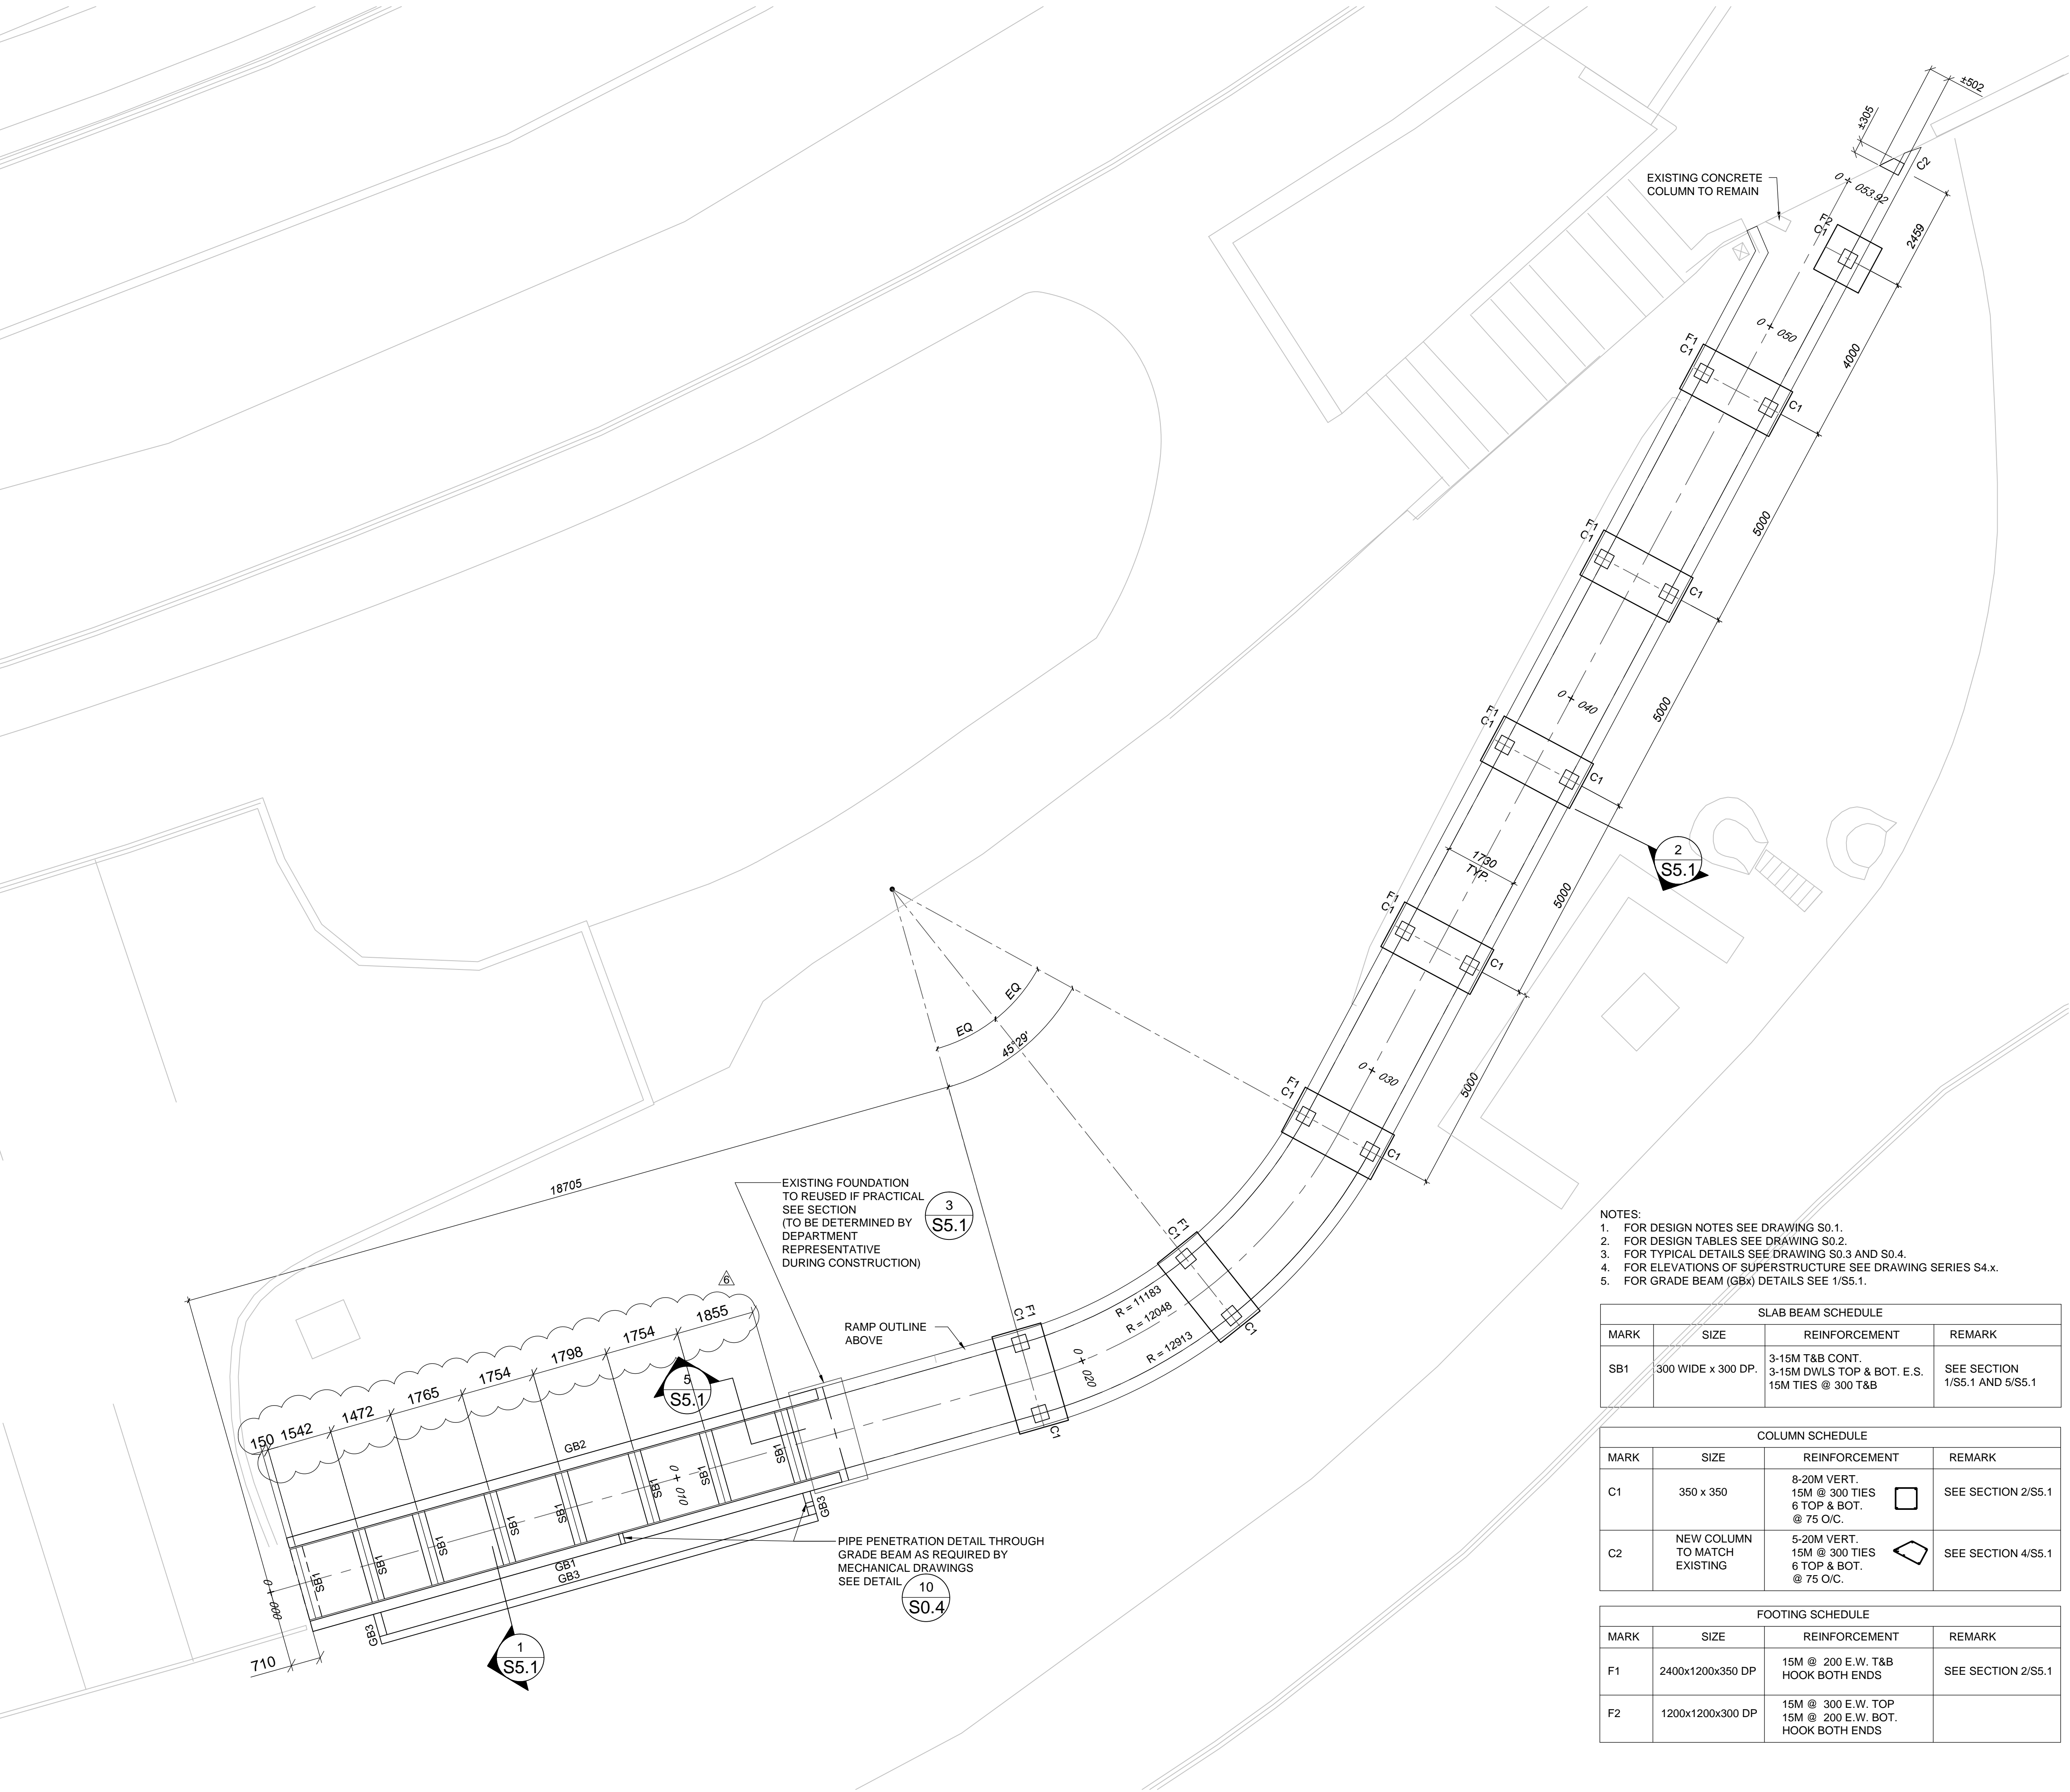 ±502
±305
C2
EXISTING CONCRETE
COLUMN TO REMAIN
0 + 053.92
F2
C1
2459
0 + 050
F1
C1
C1
4000
5000
F1
C1
C1
5000
0 + 040
F1
C1
C1
2
S5.1
1730
TYP.
5000
F1
C1
C1
EQ
EQ
45°29'
0 + 030
5000
F1
C1
C1
18705
EXISTING FOUNDATION
TO REUSED IF PRACTICAL
SEE SECTION
(TO BE DETERMINED BY
DEPARTMENT
REPRESENTATIVE
DURING CONSTRUCTION)
3
S5.1
F1
C1
C1
R = 11183
R = 12048
R = 12913
F1
C1
C1
0 + 020
RAMP OUTLINE
ABOVE
6
150
1542
1472
1765
1754
1798
1754
1855
5
S5.1
GB2
SB1
SB1
SB1
SB1
SB1
SB1
SB1
SB1
0 + 010
0 + 000
GB1
GB3
GB3
GB3
710
1
S5.1
PIPE PENETRATION DETAIL THROUGH
GRADE BEAM AS REQUIRED BY
MECHANICAL DRAWINGS
SEE DETAIL
10
S0.4
NOTES:
1. FOR DESIGN NOTES SEE DRAWING S0.1.
2. FOR DESIGN TABLES SEE DRAWING S0.2.
3. FOR TYPICAL DETAILS SEE DRAWING S0.3 AND S0.4.
4. FOR ELEVATIONS OF SUPERSTRUCTURE SEE DRAWING SERIES S4.x.
5. FOR GRADE BEAM (GBx) DETAILS SEE 1/S5.1.
SLAB BEAM SCHEDULE
MARK SIZE REINFORCEMENT REMARK
SB1 300 WIDE x 300 DP.
3-15M T&B CONT.
3-15M DWLS TOP & BOT. E.S.
15M TIES @ 300 T&B
SEE SECTION
1/S5.1 AND 5/S5.1
COLUMN SCHEDULE
MARK SIZE REINFORCEMENT REMARK
C1 350 x 350
8-20M VERT.
15M @ 300 TIES
6 TOP & BOT.
@ 75 O/C.
SEE SECTION 2/S5.1
C2
NEW COLUMN
TO MATCH
EXISTING
5-20M VERT.
15M @ 300 TIES
6 TOP & BOT.
@ 75 O/C.
SEE SECTION 4/S5.1
FOOTING SCHEDULE
MARK SIZE REINFORCEMENT REMARK
F1 2400x1200x350 DP
15M @ 200 E.W. T&B
HOOK BOTH ENDS
SEE SECTION 2/S5.1
F2 1200x1200x300 DP
15M @ 300 E.W. TOP
15M @ 200 E.W. BOT.
HOOK BOTH ENDS